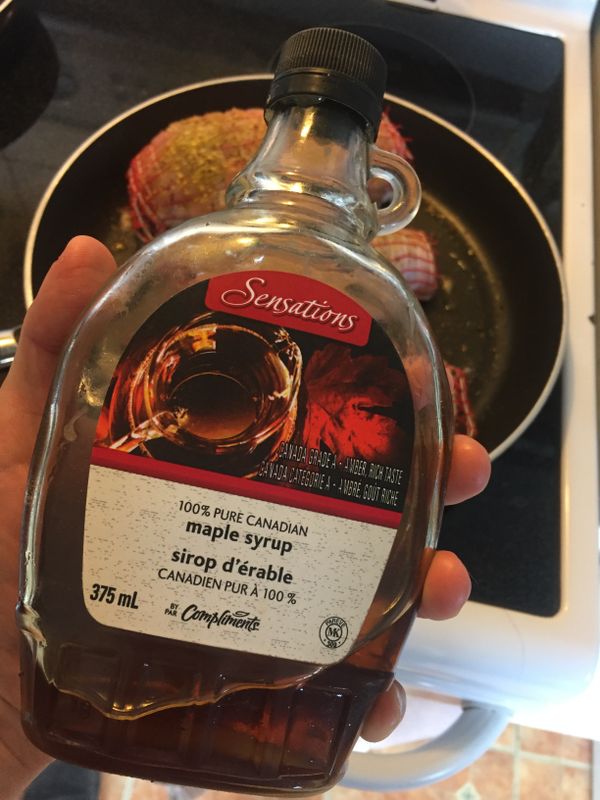 Sensations
CANADA GRADE A - AMBER, RICH TASTE
CANADA CATÉGORIE A - AMBRÉ, GOÛT RICHE
100% PURE CANADIAN
maple syrup
sirop d'érable
CANADIEN PUR À 100 %
375 mL
BY
PAR
Compliments
MK